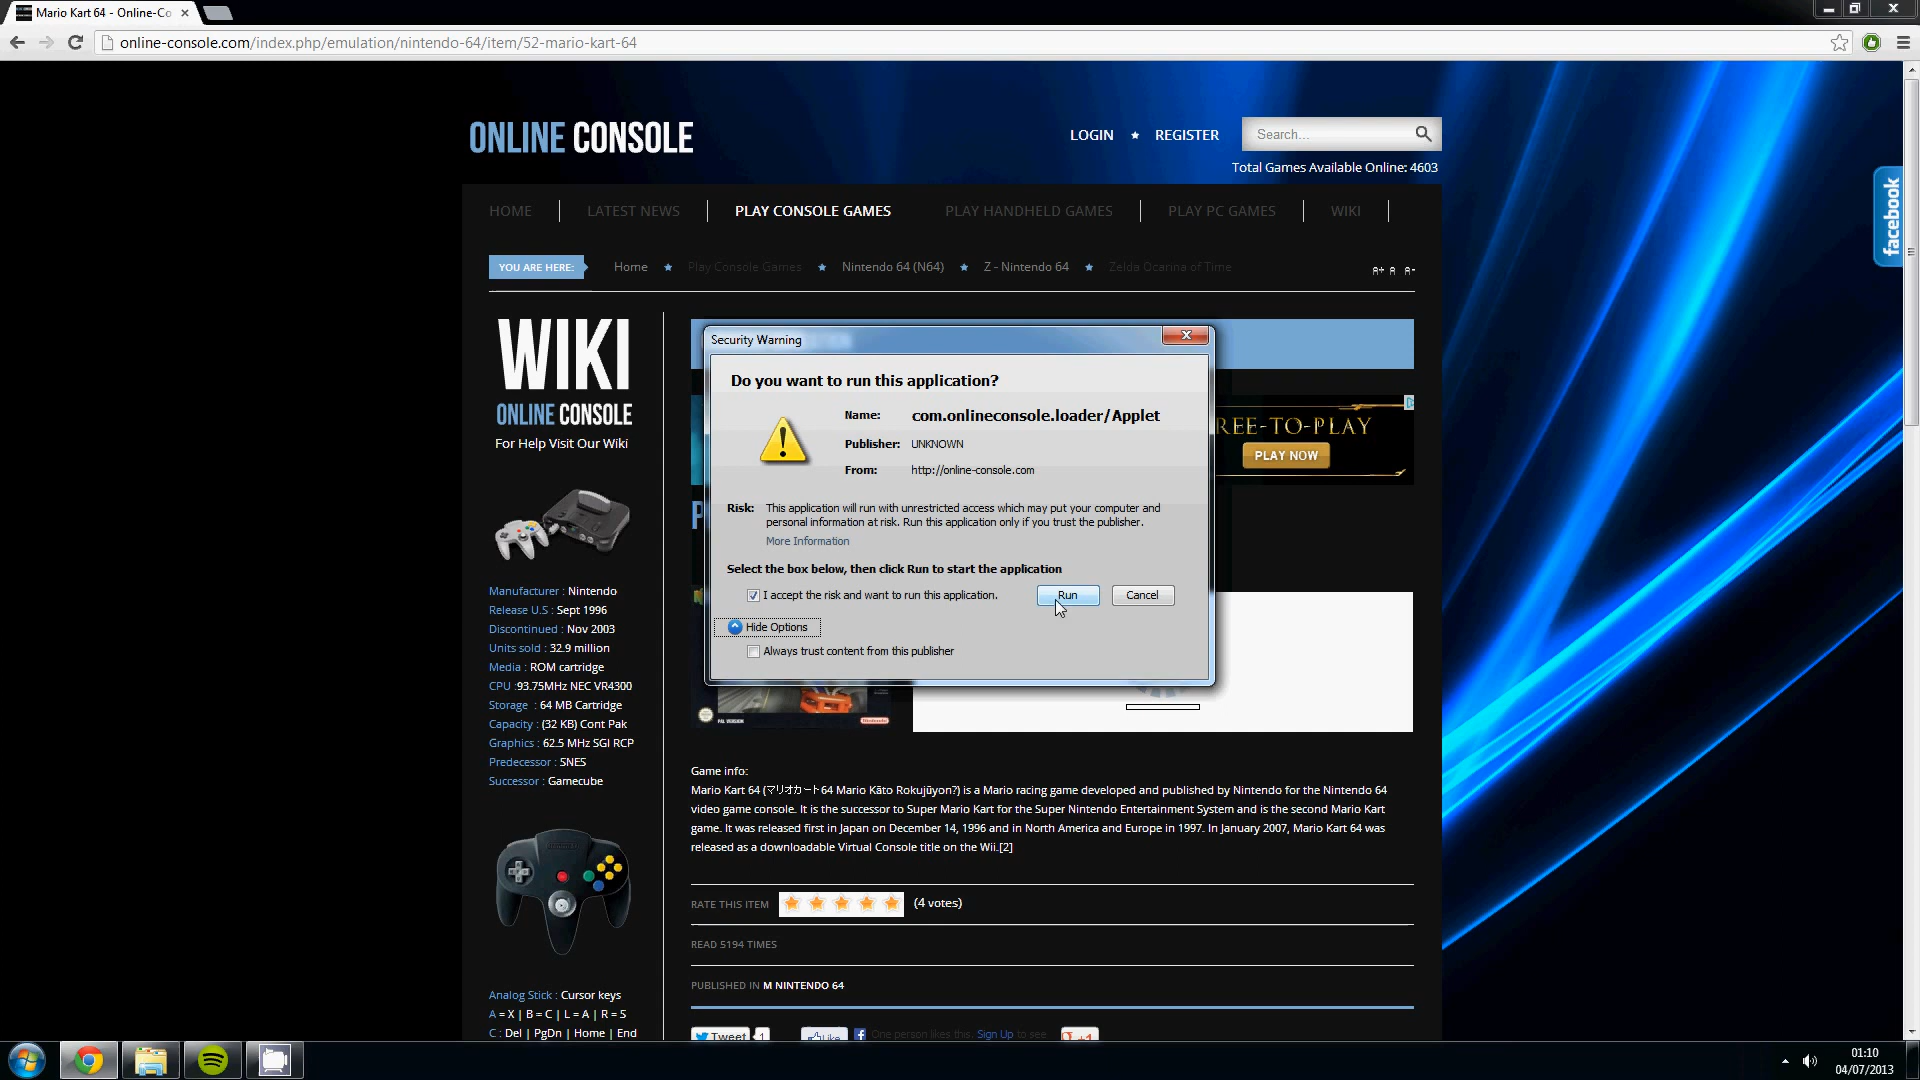 Mario Kart 64 - Online-Co
online-console.com/index.php/emulation/nintendo-64/item/52-mario-kart-64
ONLINE CONSOLE
LOGIN
REGISTER
Search...
Total Games Available Online: 4603
facebook
HOME
LATEST NEWS
PLAY CONSOLE GAMES
PLAY HANDHELD GAMES
PLAY PC GAMES
WIKI
YOU ARE HERE:
Home
Play Console Games
Nintendo 64 (N64)
Z - Nintendo 64
Zelda Ocarina of Time
A+ A A-
WIKI
ONLINE CONSOLE
For Help Visit Our Wiki
Manufacturer : Nintendo
Release U.S : Sept 1996
Discontinued : Nov 2003
Units sold : 32.9 million
Media : ROM cartridge
CPU :93.75MHz NEC VR4300
Storage : 64 MB Cartridge
Capacity : (32 KB) Cont Pak
Graphics : 62.5 MHz SGI RCP
Predecessor : SNES
Successor : Gamecube
Analog Stick : Cursor keys
A = X | B = C | L = A | R = S
C : Del | PgDn | Home | End
Security Warning
Do you want to run this application?
Name: com.onlineconsole.loader/Applet
Publisher: UNKNOWN
From: http://online-console.com
Risk: This application will run with unrestricted access which may put your computer and
personal information at risk. Run this application only if you trust the publisher.
More Information
Select the box below, then click Run to start the application
I accept the risk and want to run this application.
Run
Cancel
Hide Options
Always trust content from this publisher
REE-TO-PLAY
PLAY NOW
PAL VERSION
Nintendo
Game info:
Mario Kart 64 (マリオカート64 Mario Kāto Rokujūyon?) is a Mario racing game developed and published by Nintendo for the Nintendo 64
video game console. It is the successor to Super Mario Kart for the Super Nintendo Entertainment System and is the second Mario Kart
game. It was released first in Japan on December 14, 1996 and in North America and Europe in 1997. In January 2007, Mario Kart 64 was
released as a downloadable Virtual Console title on the Wii.[2]
RATE THIS ITEM
(4 votes)
READ 5194 TIMES
PUBLISHED IN M NINTENDO 64
Tweet
1
Like
One person likes this. Sign Up to see
+1
01:10
04/07/2013